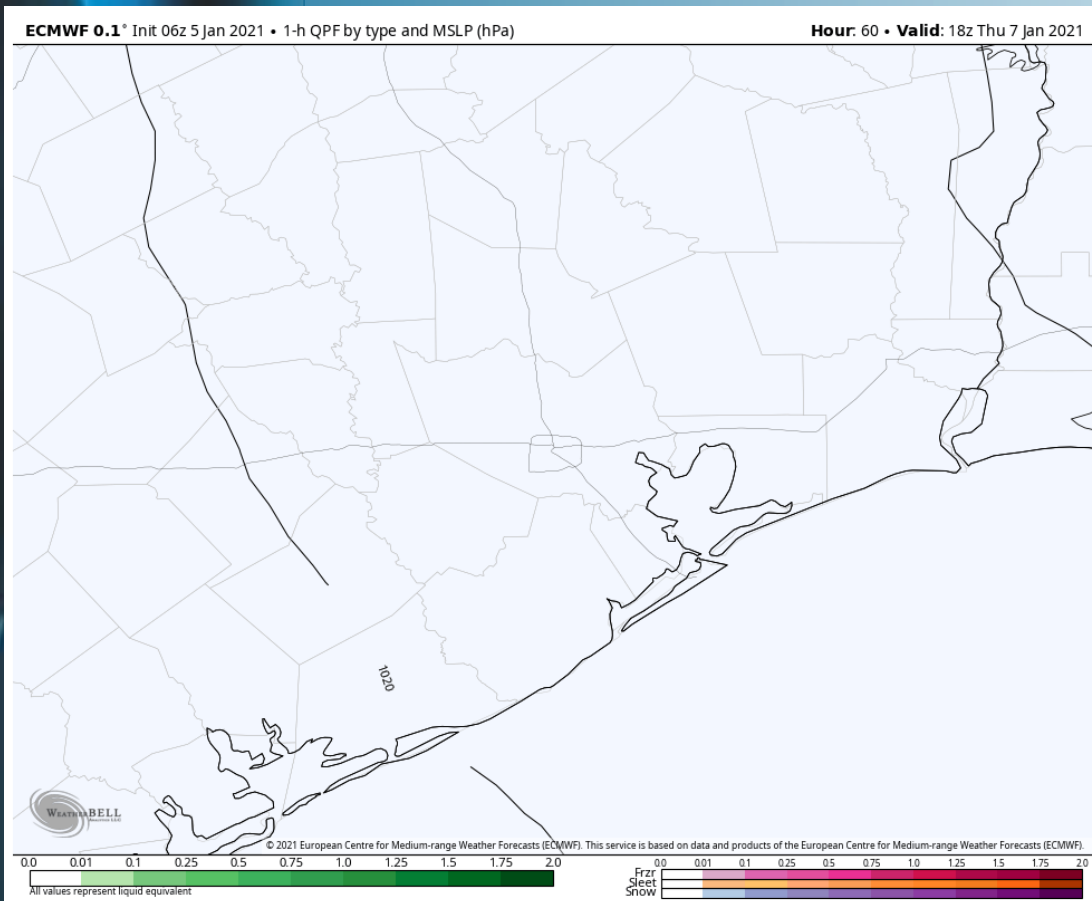 ECMWF 0.1° Init 06z 5 Jan 2021 • 1-h QPF by type and MSLP (hPa)
Hour: 60 • Valid: 18z Thu 7 Jan 2021
1020
WEATHERBELL
© 2021 European Centre for Medium-range Weather Forecasts (ECMWF). This service is based on data and products of the European Centre for Medium-range Weather Forecasts (ECMWF).
0.0 0.01 0.1 0.25 0.5 0.75 1.0 1.25 1.5 1.75 2.0
All values represent liquid equivalent
0.0 0.01 0.1 0.25 0.5 0.75 1.0 1.25 1.5 1.75 2.0
Frzr
Sleet
Snow